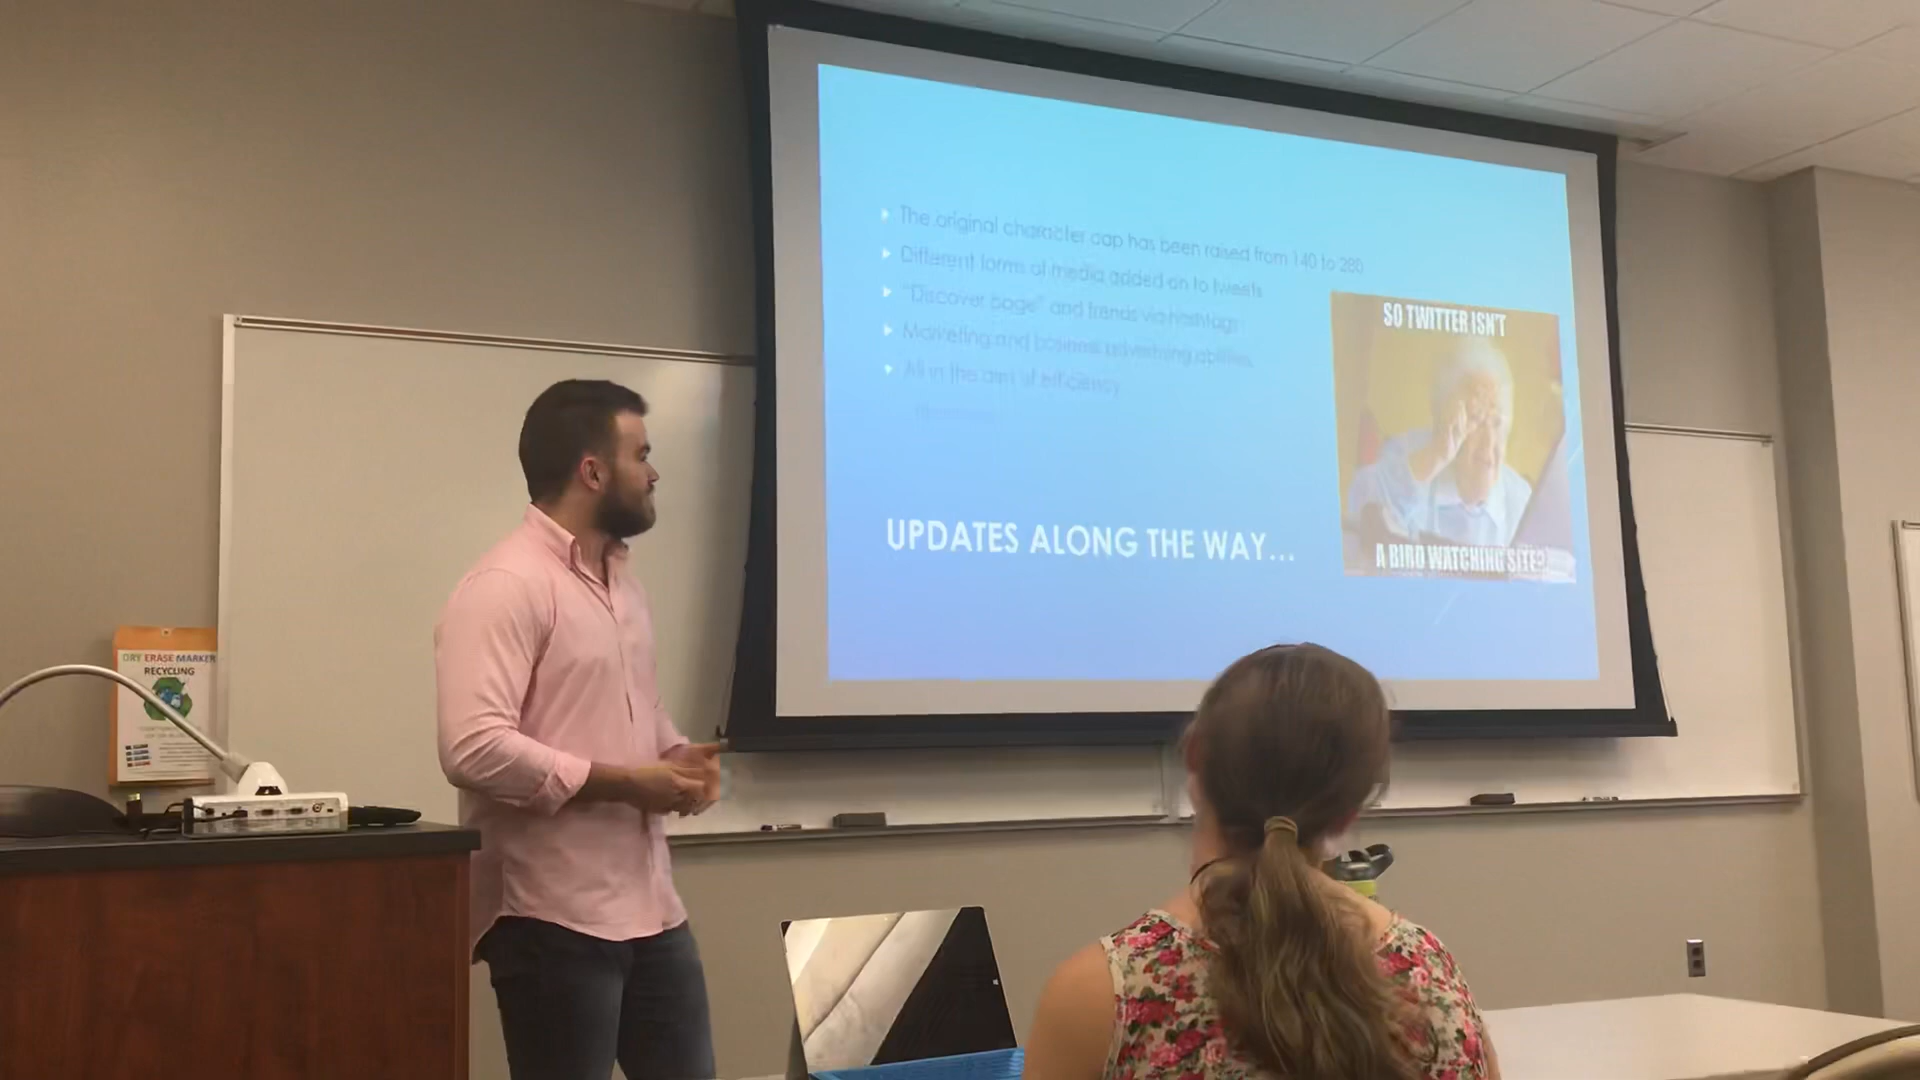 The original character cap has been raised from 140 to 280
Different forms of media added on to tweets
"Discover page" and trends via hashtags
Marketing and business advertising abilities
All in the aim of efficiency
UPDATES ALONG THE WAY...
SO TWITTER ISN'T
A BIRD WATCHING SITE?
DRY ERASE MARKER
RECYCLING